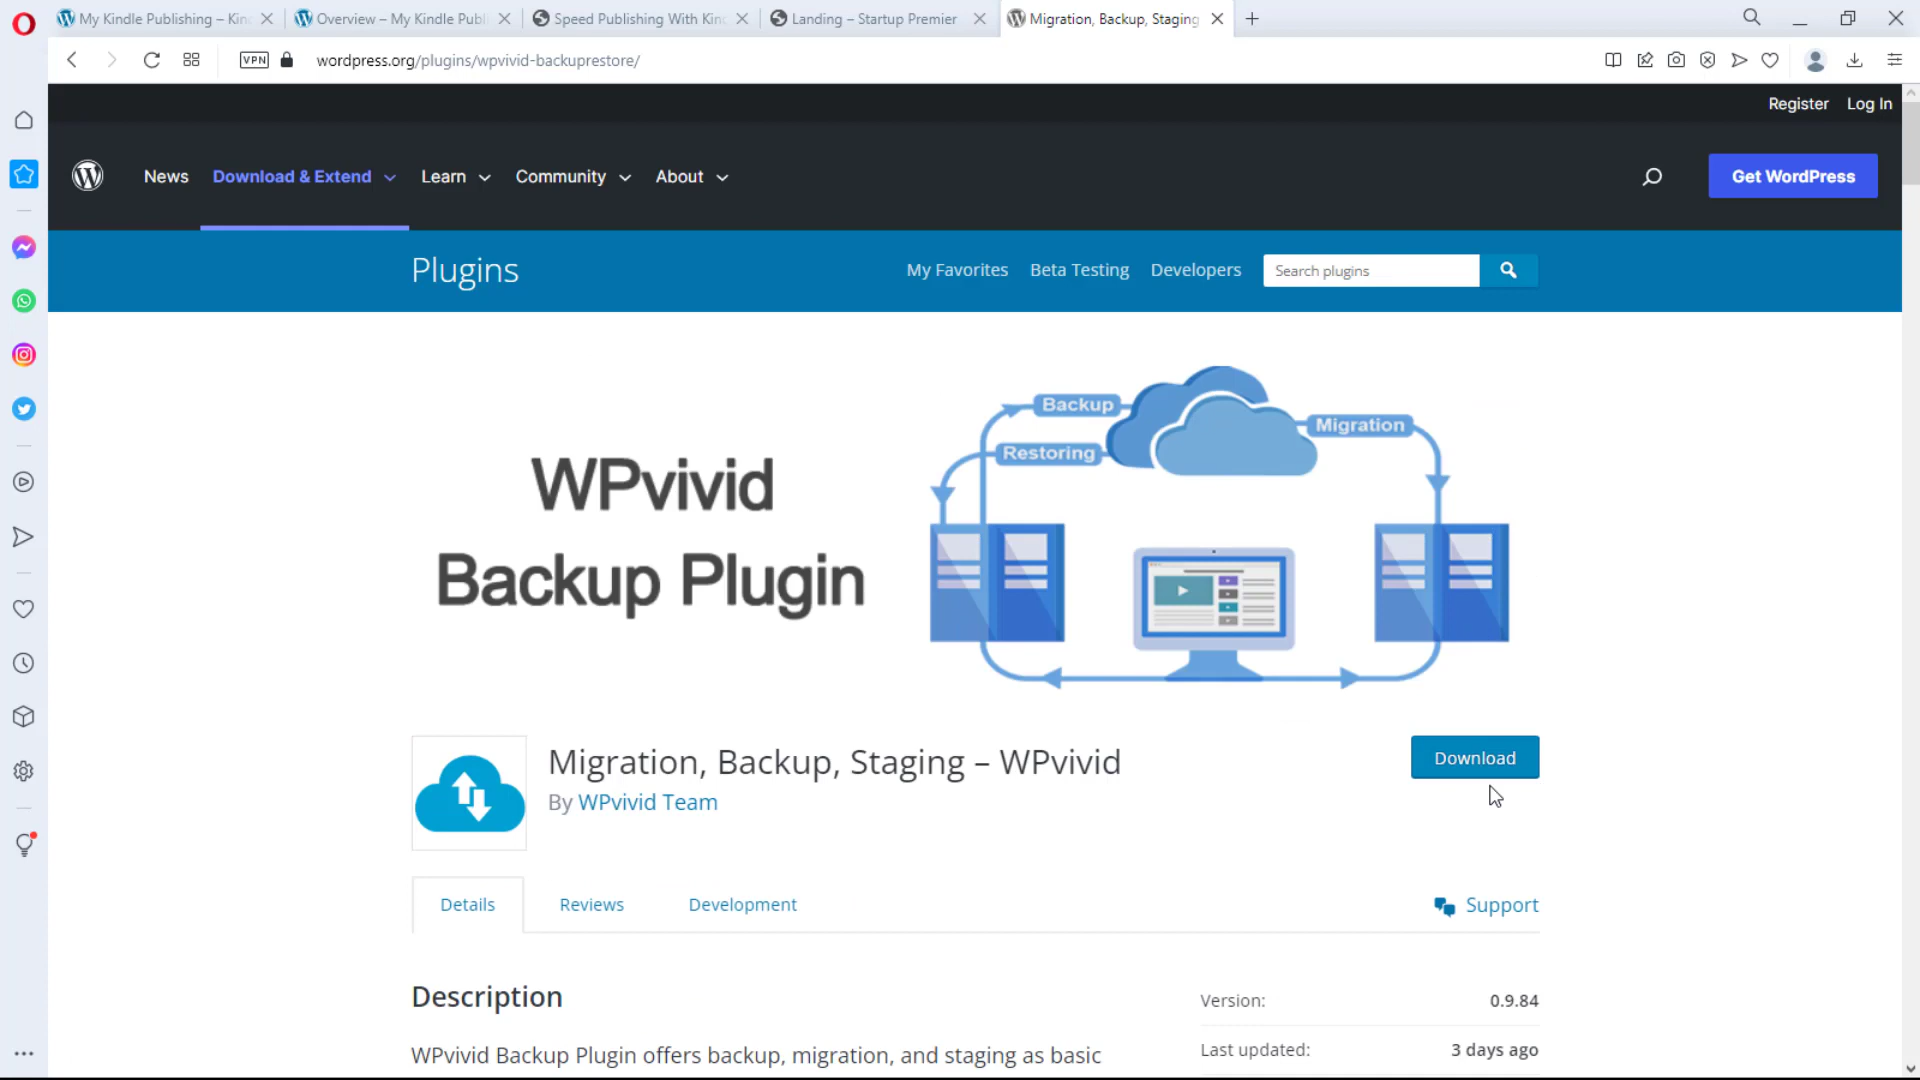 My Kindle Publishing – Kin
Overview – My Kindle Publ
Speed Publishing With Kin
Landing – Startup Premier
Migration, Backup, Staging
VPN
wordpress.org/plugins/wpvivid-backuprestore/
Register
Log In
News
Download & Extend
Learn
Community
About
Get WordPress
Plugins
My Favorites
Beta Testing
Developers
Search plugins
WPvivid
Backup Plugin
Backup
Restoring
Migration
Migration, Backup, Staging – WPvivid
By WPvivid Team
Download
Details
Reviews
Development
Support
Description
WPvivid Backup Plugin offers backup, migration, and staging as basic
Version: 0.9.84
Last updated: 3 days ago